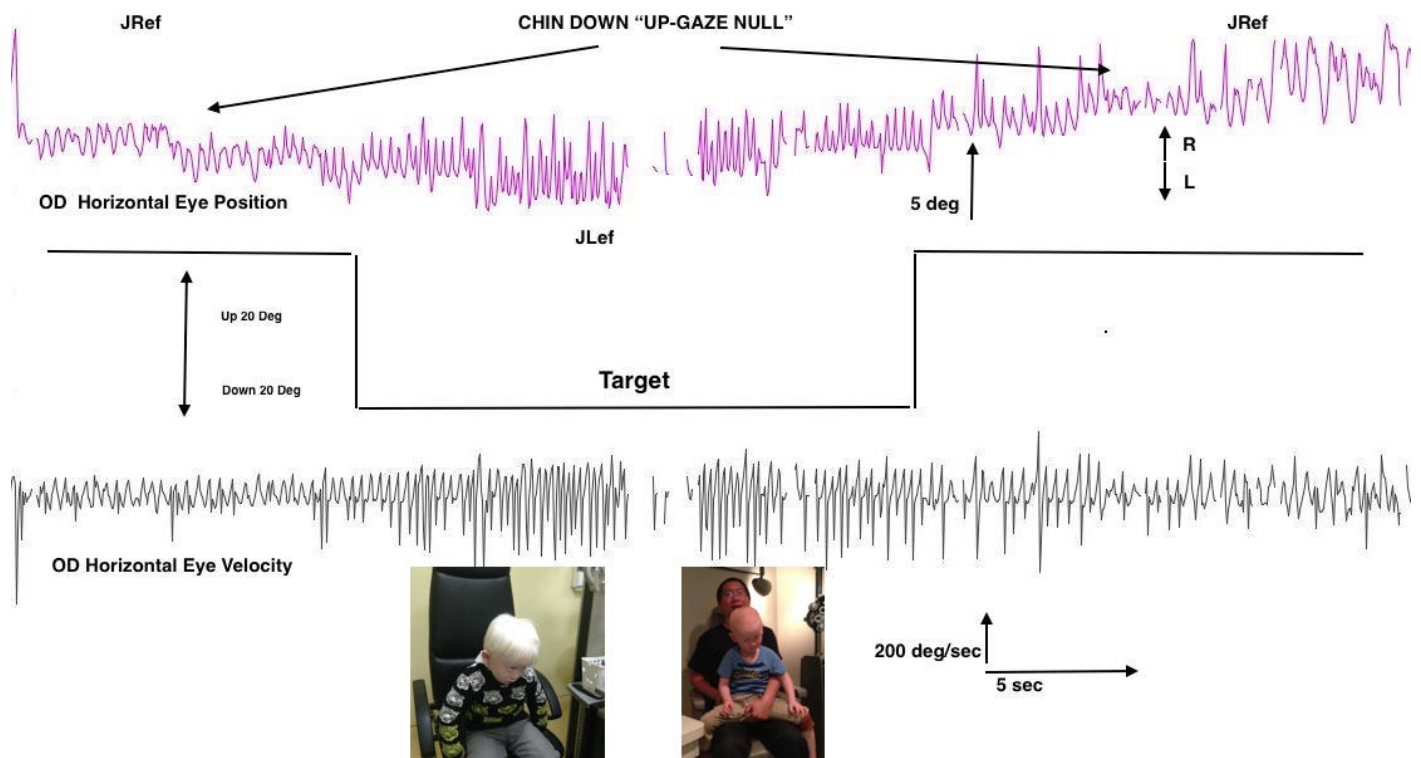 JRef
CHIN DOWN “UP-GAZE NULL”
JRef
R
L
OD Horizontal Eye Position
5 deg
JLef
Up 20 Deg
Down 20 Deg
Target
OD Horizontal Eye Velocity
200 deg/sec
5 sec